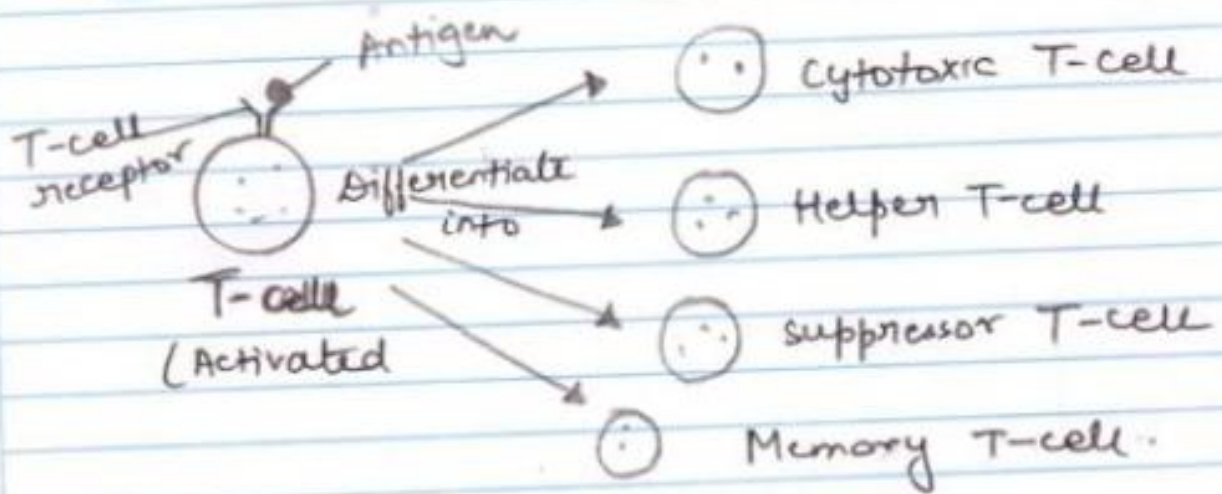 Antigen
T-cell
receptor
Differentiate
into
T-cell
(Activated
Cytotoxic T-cell
Helper T-cell
suppressor T-cell
Memory T-cell.